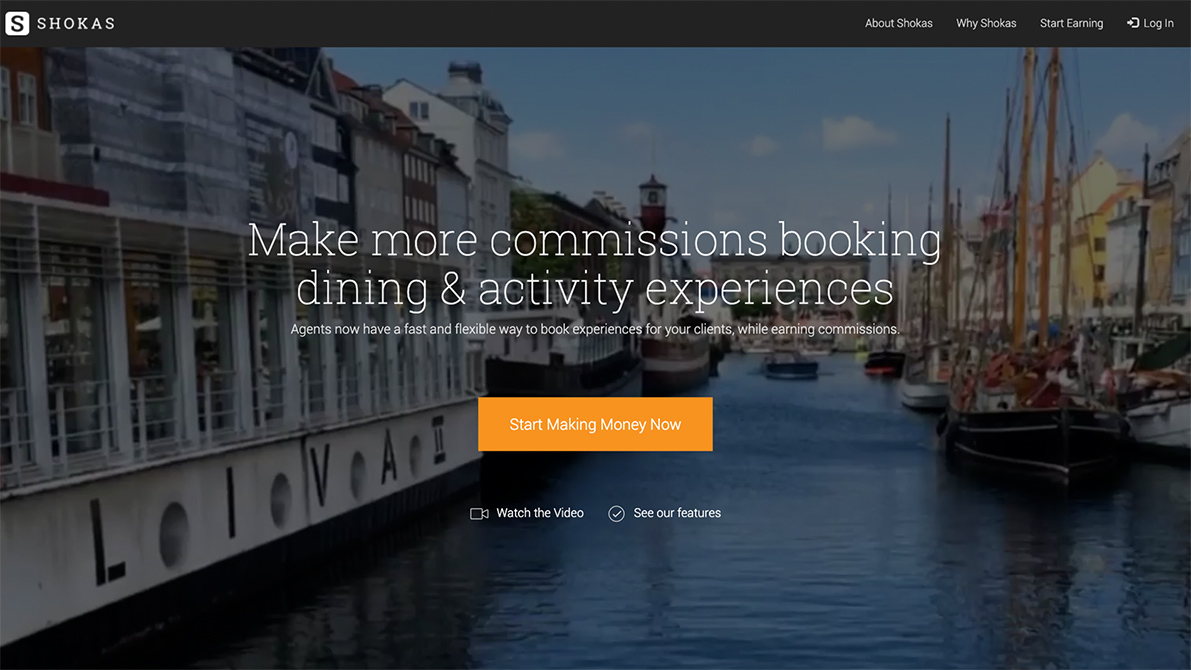 S SHOKAS
About Shokas Why Shokas Start Earning Log In
Make more commissions booking
dining & activity experiences
Agents now have a fast and flexible way to book experiences for your clients, while earning commissions.
Start Making Money Now
Watch the Video See our features
LIVA II